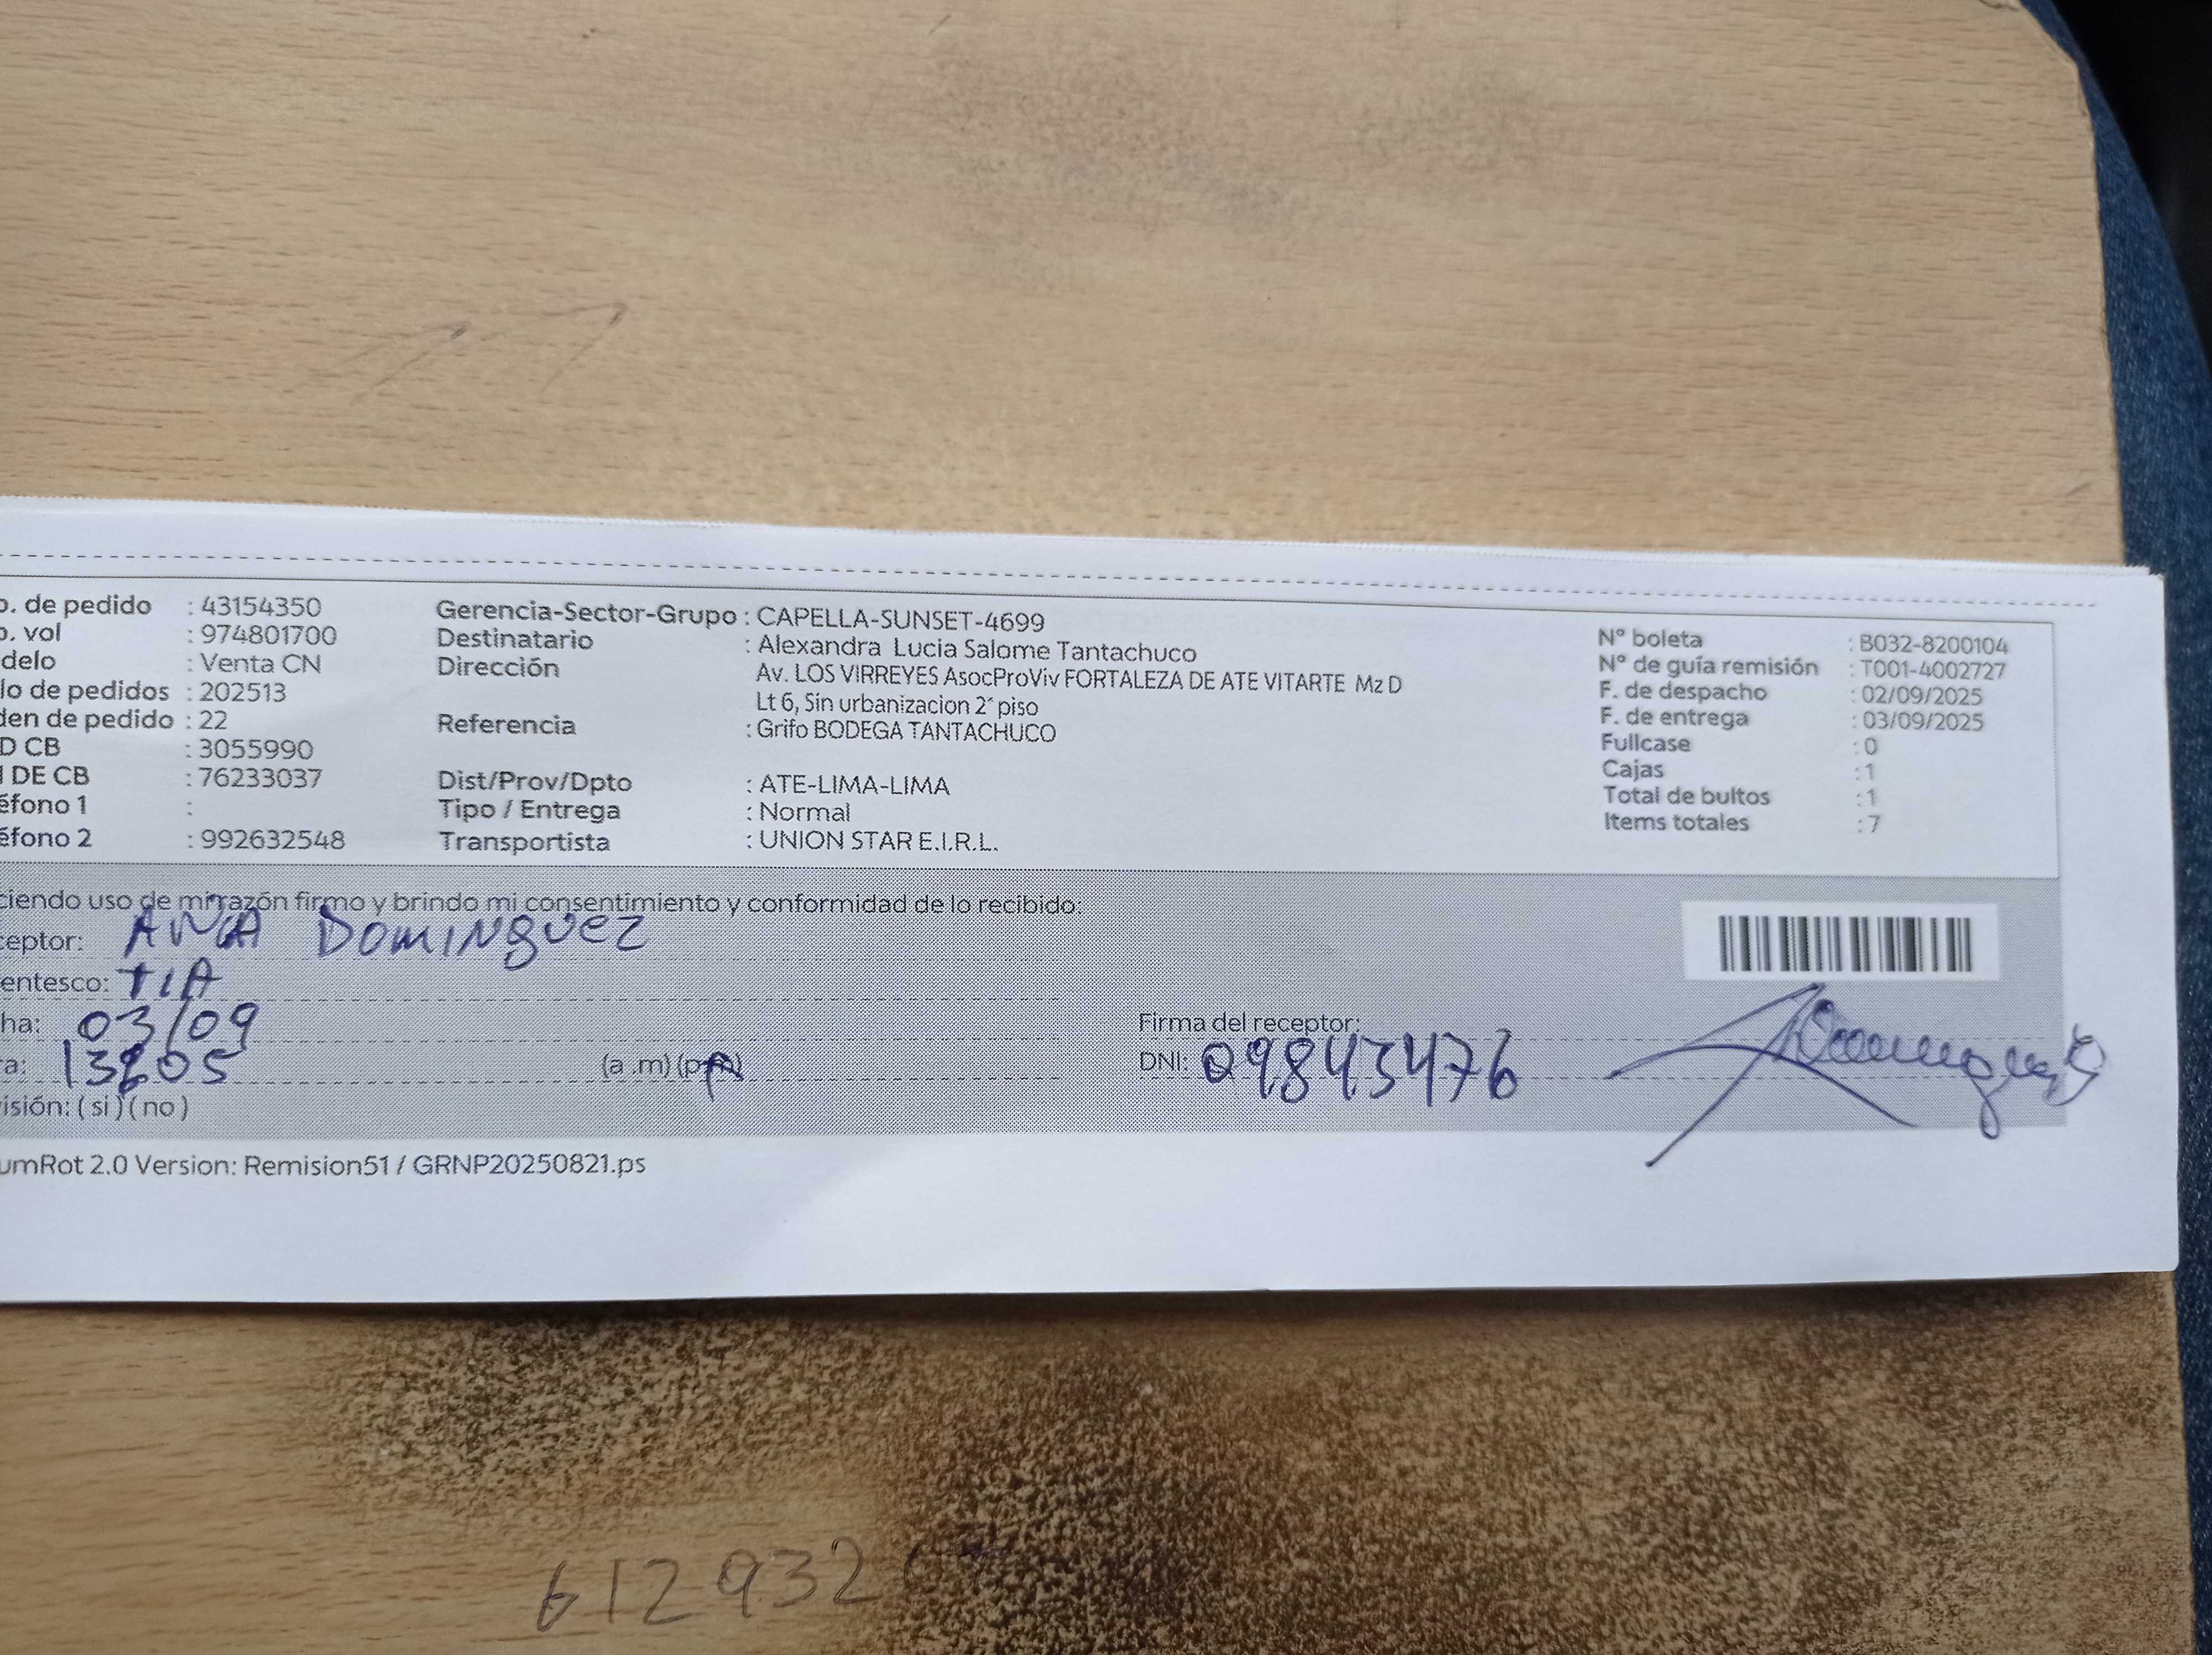 o. de pedido : 43154350
o. vol : 974801700
delo : Venta CN
lo de pedidos : 202513
den de pedido : 22
D CB : 3055990
I DE CB : 76233037
éfono 1 :
éfono 2 : 992632548
Gerencia-Sector-Grupo : CAPELLA-SUNSET-4699
Destinatario : Alexandra Lucia Salome Tantachuco
Dirección Av. LOS VIRREYES AsocProViv FORTALEZA DE ATE VITARTE Mz D
Lt 6, Sin urbanizacion 2° piso
Referencia : Grifo BODEGA TANTACHUCO
Dist/Prov/Dpto : ATE-LIMA-LIMA
Tipo / Entrega : Normal
Transportista : UNION STAR E.I.R.L.
N° boleta : B032-8200104
N° de guía remisión : T001-4002727
F. de despacho : 02/09/2025
F. de entrega : 03/09/2025
Fullcase : 0
Cajas : 1
Total de bultos : 1
Items totales : 7
ciendo uso de mi razón firmo y brindo mi consentimiento y conformidad de lo recibido:
ceptor: ANA DOMINGUEZ
entesco: TIA
ha: 03/09
Firma del receptor:
a: 13:05 (a .m) (p.m)
DNI: 09843476
isión: ( si ) ( no )
umRot 2.0 Version: Remision51 / GRNP20250821.ps
612932